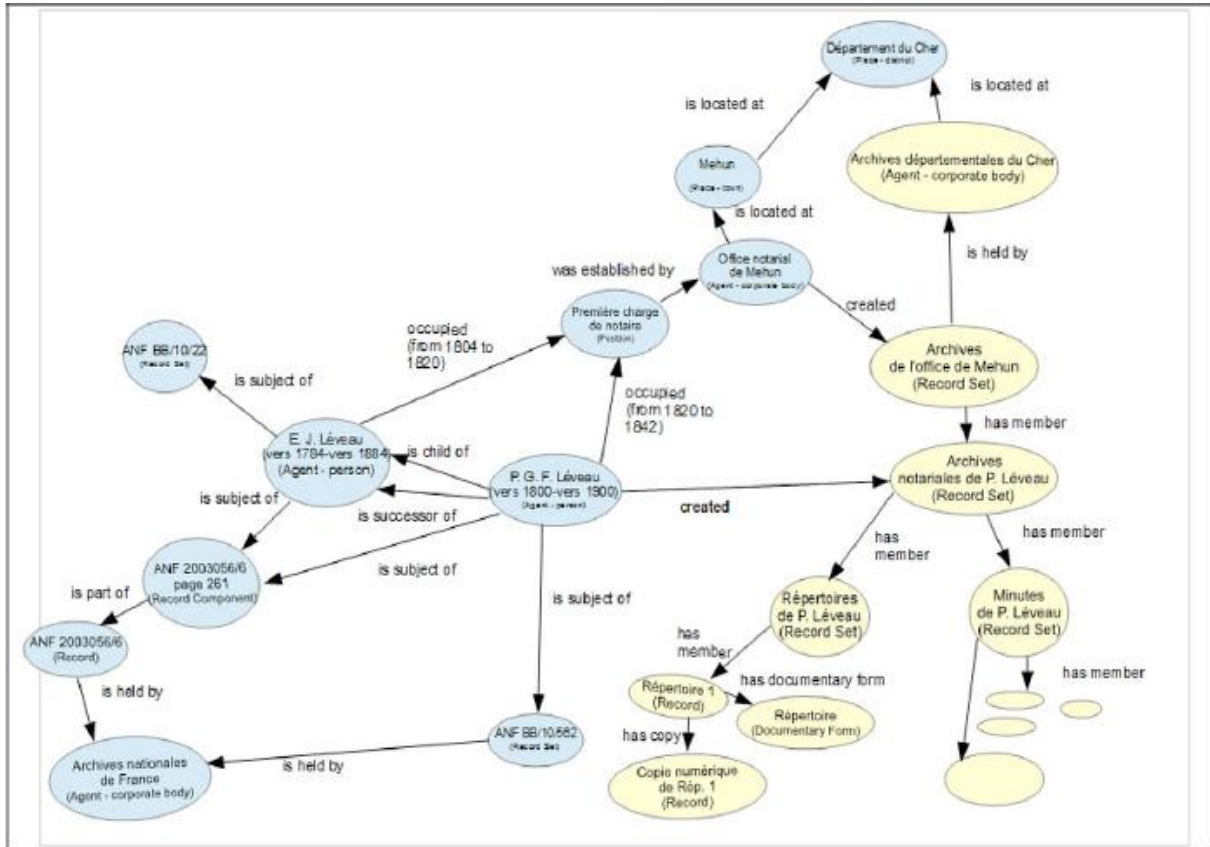 Département du Cher
(Place - district)
is located at
is located at
Mehun
(Place - town)
Archives départementales du Cher
(Agent - corporate body)
is located at
Office notarial
de Mehun
(Agent - corporate body)
is held by
was established by
created
Première charge
de notaire
(Position)
occupied
(from 1804 to
1820)
ANF BB/10/22
(Record Set)
Archives
de l'office de Mehun
(Record Set)
is subject of
occupied
(from 1820 to
1842)
has member
E. J. Léveau
(vers 1784-vers 1884)
(Agent - person)
is child of
P. G. F. Léveau
(vers 1800-vers 1900)
(Agent - person)
Archives
notariales de P. Léveau
(Record Set)
is subject of
is successor of
created
has
member
has member
ANF 2003056/6
page 261
(Record Component)
is subject of
is part of
is subject of
Répertoires
de P. Léveau
(Record Set)
Minutes
de P. Léveau
(Record Set)
ANF 2003056/6
(Record)
has
member
has member
is held by
has documentary form
Répertoire 1
(Record)
Répertoire
(Documentary Form)
ANF BB/10/562
(Record Set)
has copy
Archives nationales
de France
(Agent - corporate body)
is held by
Copie numérique
de Rép. 1
(Record)